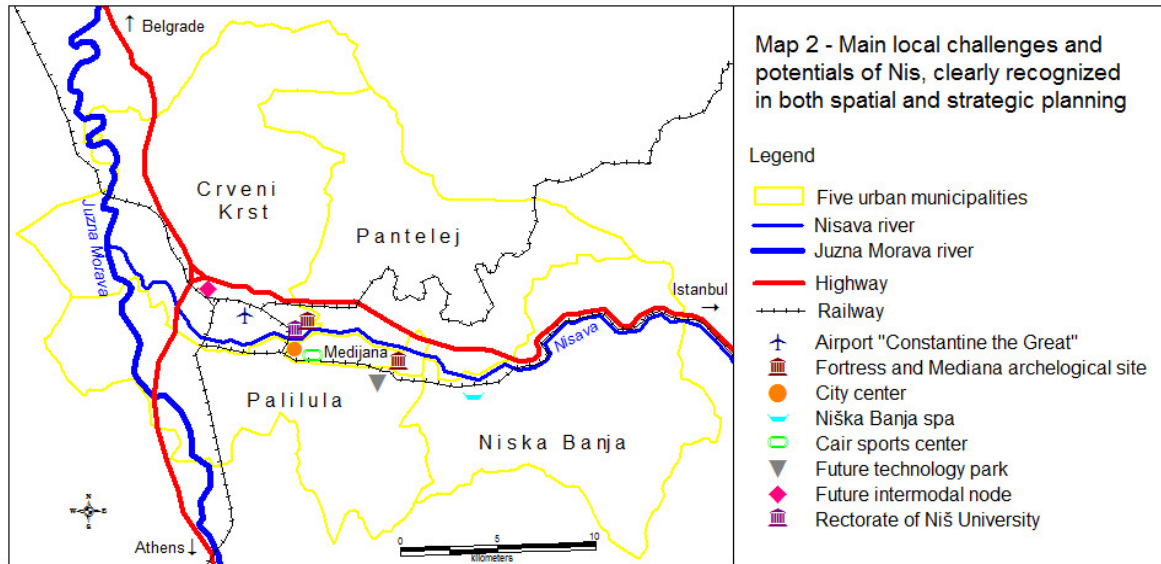 ↑ Belgrade
Crveni
Krst
Pantelej
Juzna Morava
Istanbul
→
Nisava
Medijana
Palilula
Niska Banja
N
W E
S
Athens ↓
0 5 10
kilometers
Map 2 - Main local challenges and
potentials of Nis, clearly recognized
in both spatial and strategic planning
Legend
Five urban municipalities
Nisava river
Juzna Morava river
Highway
Railway
Airport "Constantine the Great"
Fortress and Mediana archelogical site
City center
Niška Banja spa
Cair sports center
Future technology park
Future intermodal node
Rectorate of Niš University